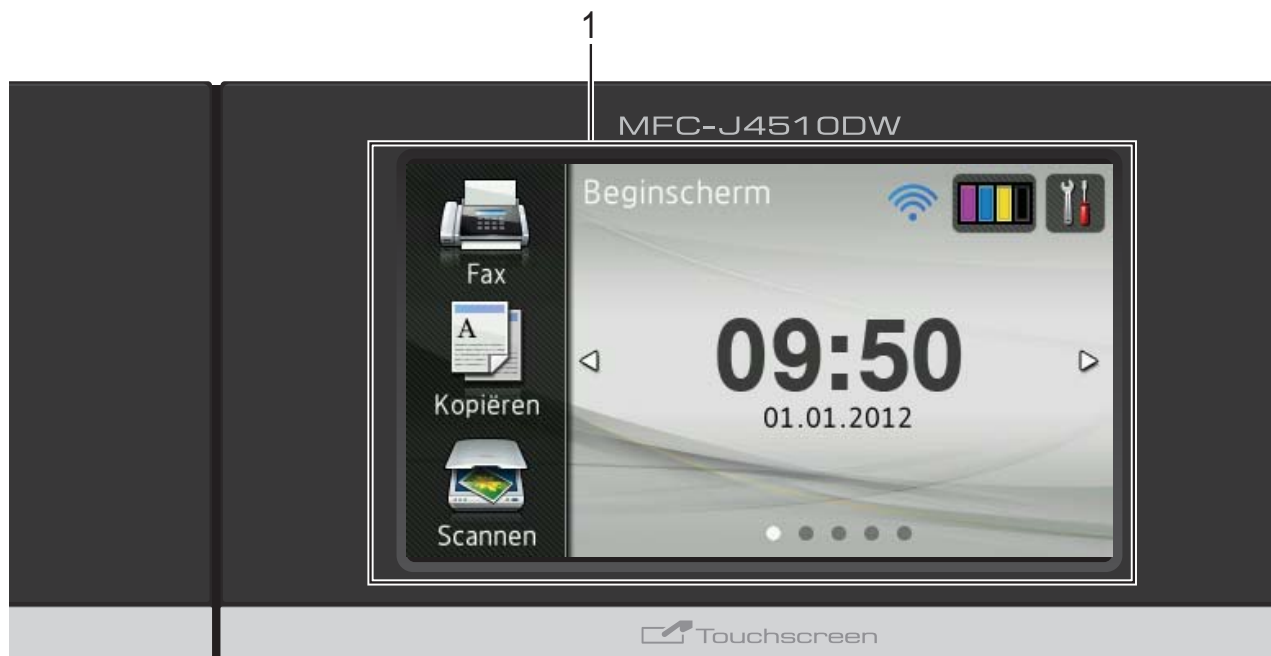 1
MFC-J4510DW
Beginscherm
Fax
A
Kopiëren
Scannen
09:50
01.01.2012
Touchscreen